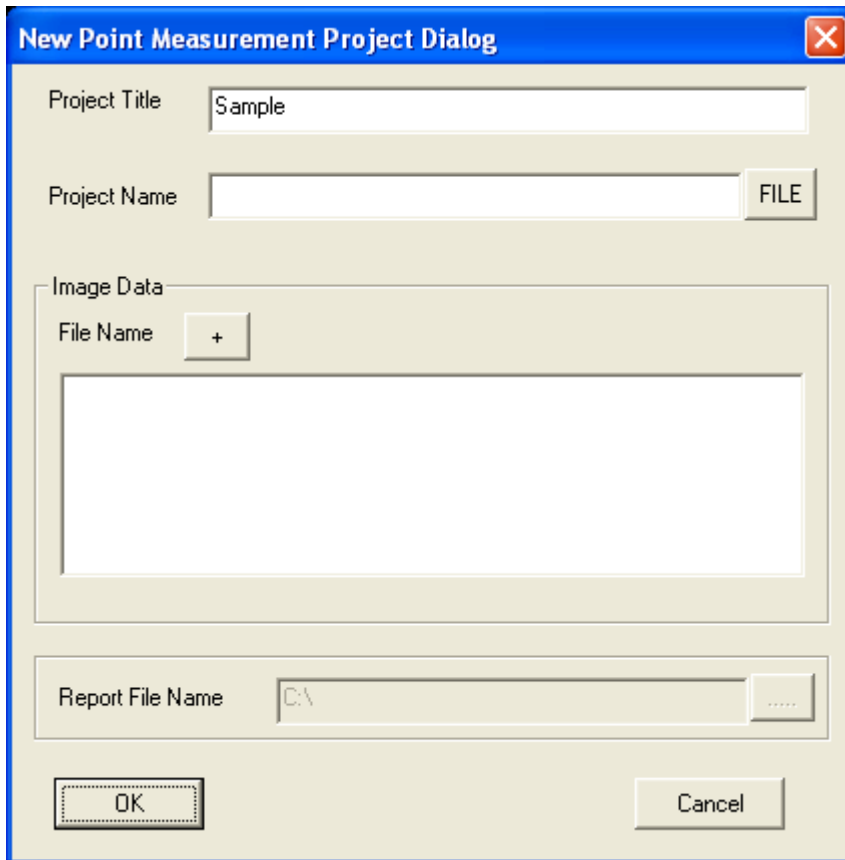 New Point Measurement Project Dialog
Project Title Sample
Project Name FILE
Image Data
File Name +
Report File Name C:\ .....
OK Cancel